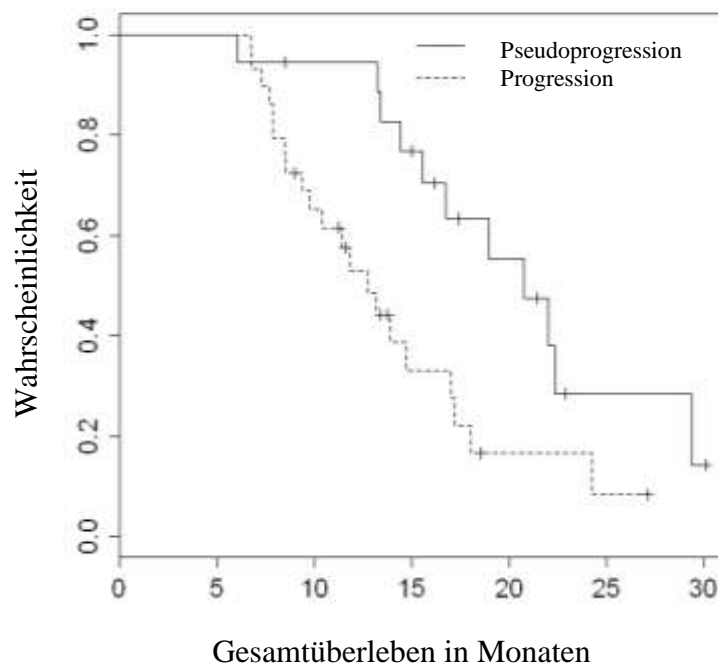 Pseudoprogression
Progression
Wahrscheinlichkeit
1.0
0.8
0.6
0.4
0.2
0.0
0 5 10 15 20 25 30
Gesamtüberleben in Monaten